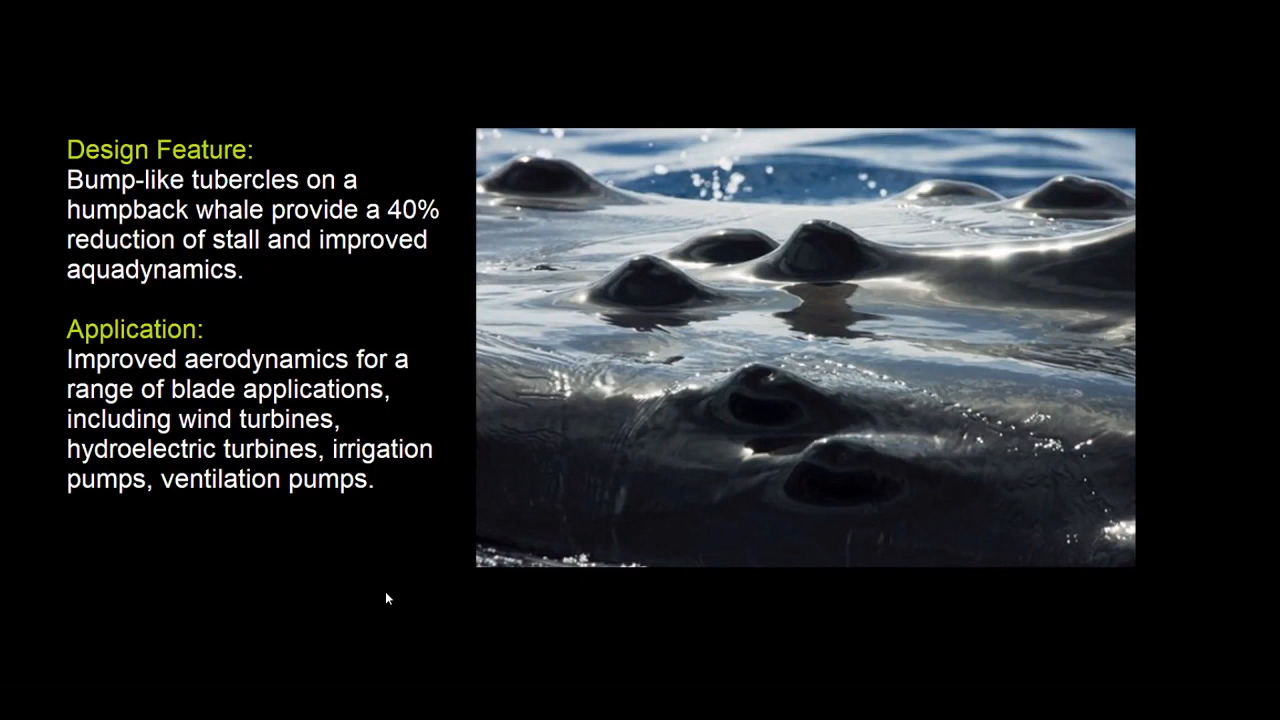 Design Feature:
Bump-like tubercles on a
humpback whale provide a 40%
reduction of stall and improved
aquadynamics.
Application:
Improved aerodynamics for a
range of blade applications,
including wind turbines,
hydroelectric turbines, irrigation
pumps, ventilation pumps.